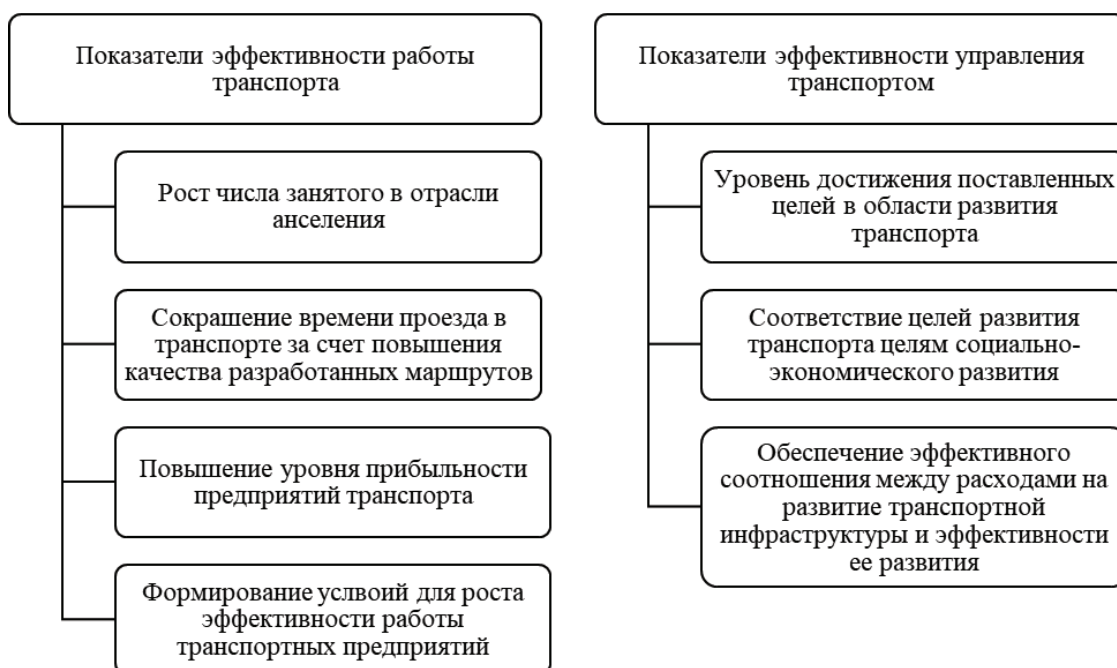 Показатели эффективности работы
транспорта
Рост числа занятого в отрасли
анселения
Сокрашение времени проезда в
транспорте за счет повышения
качества разработанных маршрутов
Повышение уровня прибыльности
предприятий транспорта
Формирование услвоий для роста
эффективности работы
транспортных предприятий
Показатели эффективности управления
транспортом
Уровень достижения поставленных
целей в области развития
транспорта
Соответствие целей развития
транспорта целям социально-
экономического развития
Обеспечение эффективного
соотношения между расходами на
развитие транспортной
инфраструктуры и эффективности
ее развития